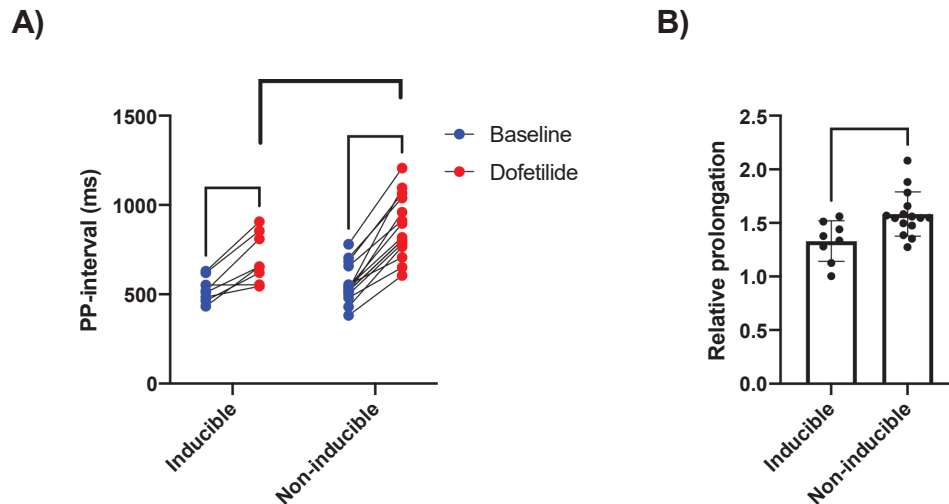 A)
B)
PP-interval (ms)
1500
1000
500
0
Inducible
Non-inducible
Baseline
Dofetilide
Relative prolongation
2.5
2.0
1.5
1.0
0.5
0.0
Inducible
Non-inducible